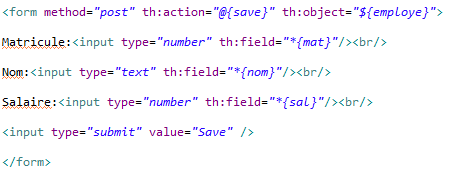 <form method="post" th:action="@{save}" th:object="${employe}">
Matricule:<input type="number" th:field="*{mat}"/><br/>
Nom:<input type="text" th:field="*{nom}"/><br/>
Salaire:<input type="number" th:field="*{sal}"/><br/>
<input type="submit" value="Save" />
</form>